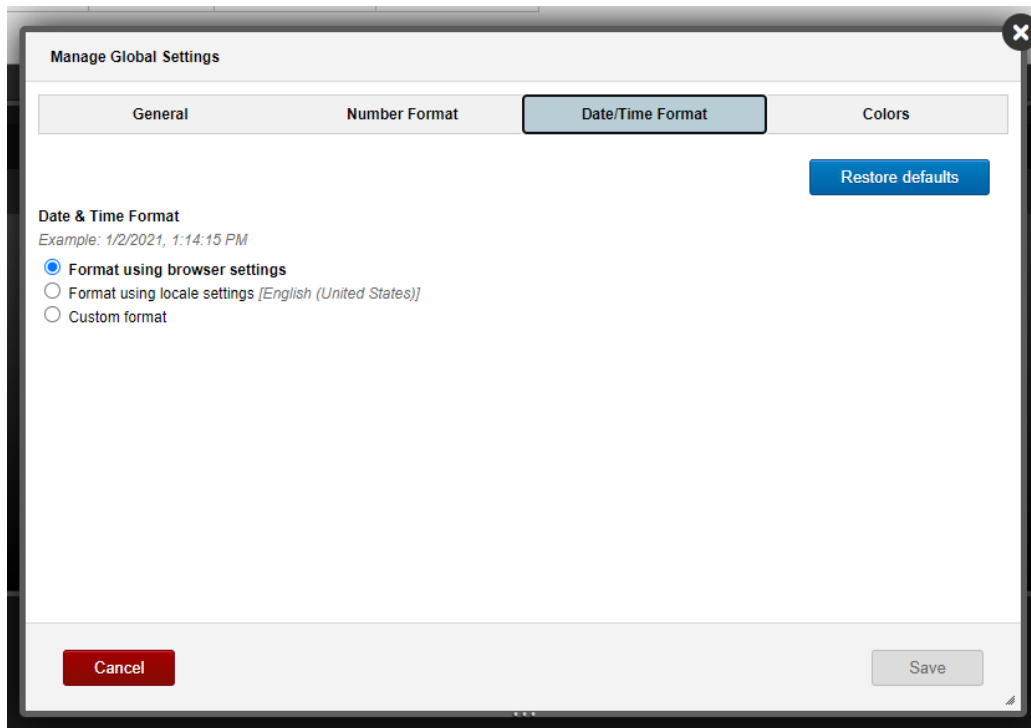 Manage Global Settings
General Number Format Date/Time Format Colors
Restore defaults
Date & Time Format
Example: 1/2/2021, 1:14:15 PM
Format using browser settings
Format using locale settings [English (United States)]
Custom format
Cancel Save